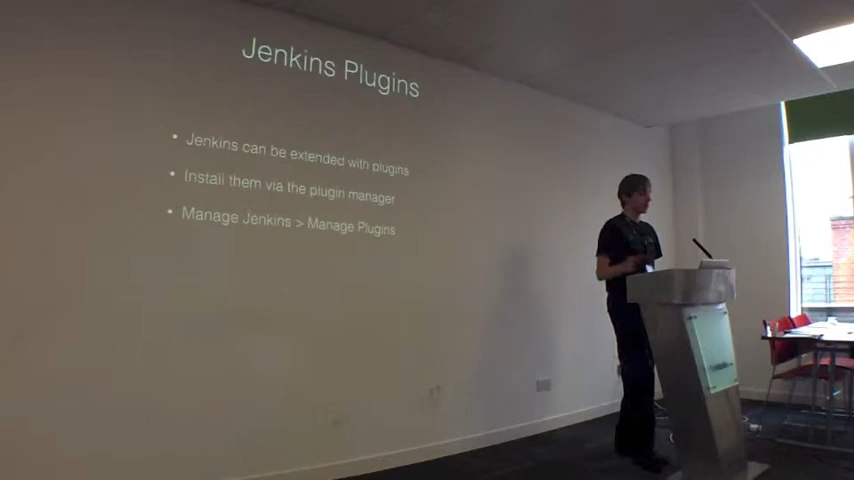 Jenkins Plugins
• Jenkins can be extended with plugins
• Install them via the plugin manager
• Manage Jenkins > Manage Plugins